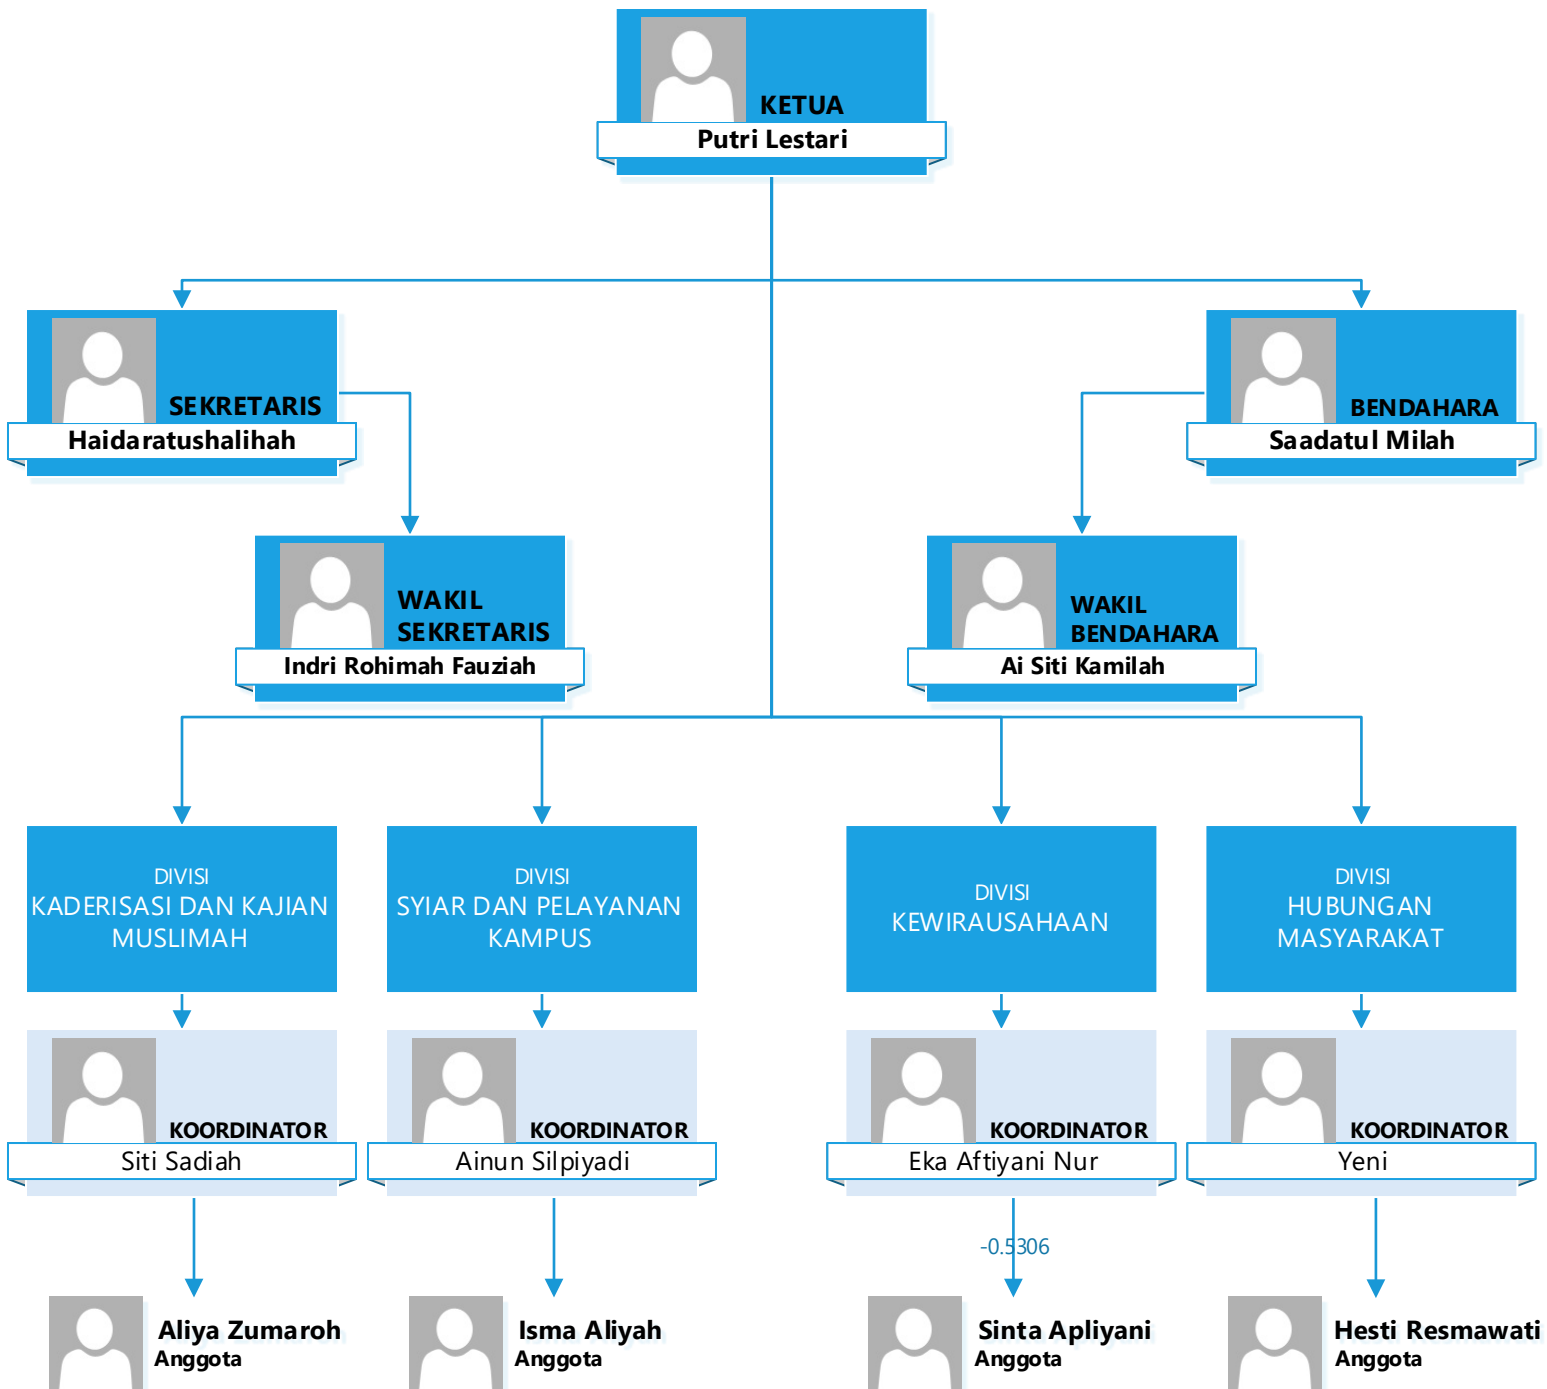 KETUA
Putri Lestari
SEKRETARIS
Haidaratushalihah
BENDAHARA
Saadatul Milah
WAKIL
SEKRETARIS
Indri Rohimah Fauziah
WAKIL
BENDAHARA
Ai Siti Kamilah
DIVISI
KADERISASI DAN KAJIAN
MUSLIMAH
DIVISI
SYIAR DAN PELAYANAN
KAMPUS
DIVISI
KEWIRAUSAHAAN
DIVISI
HUBUNGAN
MASYARAKAT
KOORDINATOR
Siti Sadiah
KOORDINATOR
Ainun Silpiyadi
KOORDINATOR
Eka Aftiyani Nur
KOORDINATOR
Yeni
-0.5306
Aliya Zumaroh
Anggota
Isma Aliyah
Anggota
Sinta Apliyani
Anggota
Hesti Resmawati
Anggota